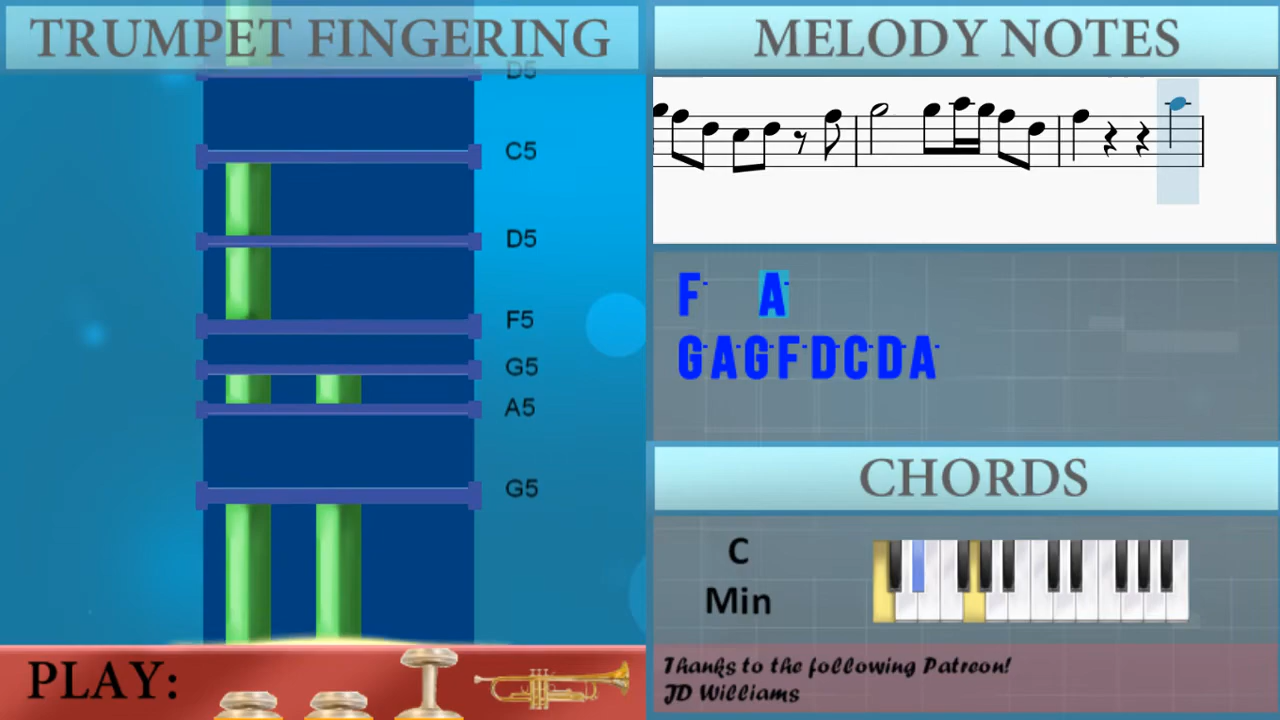 TRUMPET FINGERING
D5
C5
D5
F5
G5
A5
G5
PLAY:
MELODY NOTES
F A
GAGFDCDA
CHORDS
C
Min
Thanks to the following Patreon!
JD Williams